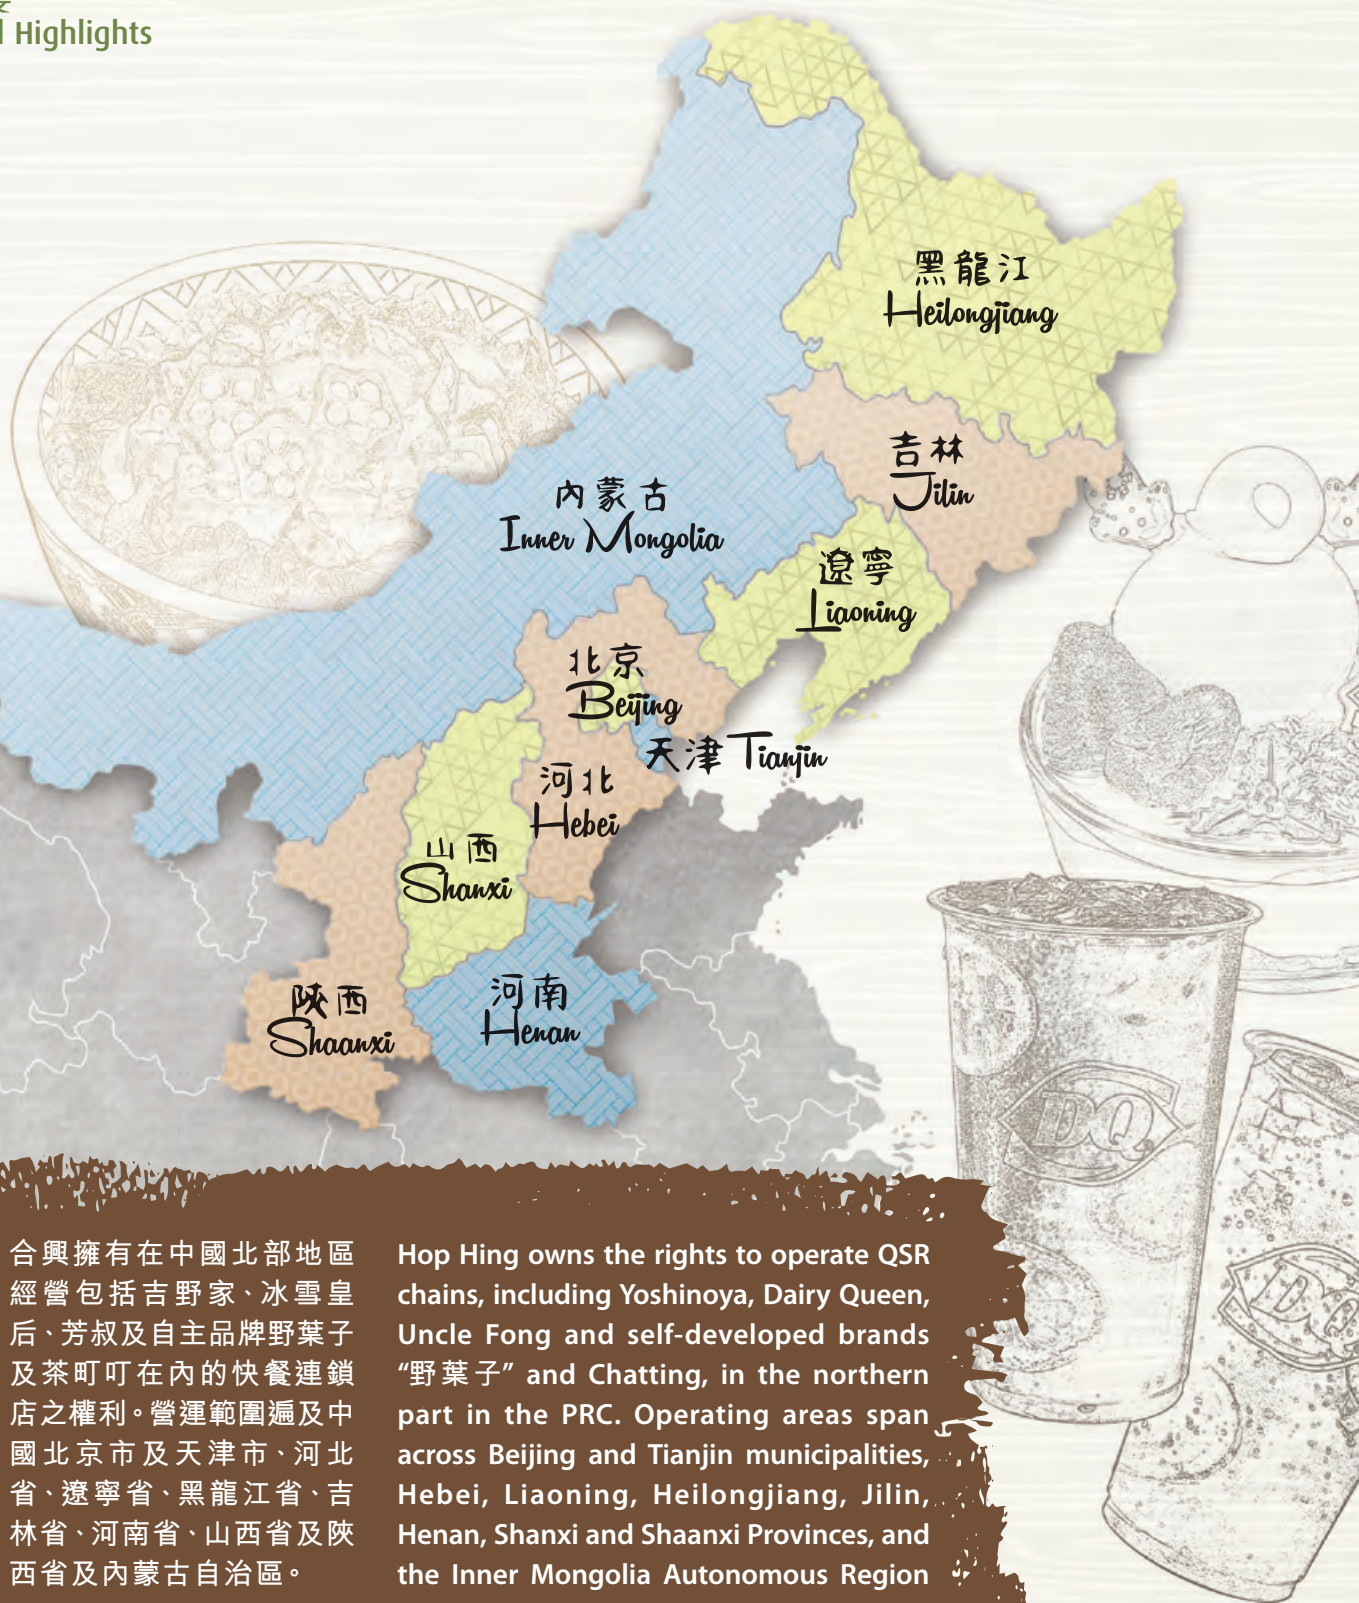 Highlights
黑龍江
Heilongjiang
吉林
Jilin
內蒙古
Inner Mongolia
遼寧
Liaoning
北京
Beijing
天津 Tianjin
河北
Hebei
山西
Shanxi
陝西
Shaanxi
河南
Henan
DQ
DQ
合興擁有在中國北部地區
經營包括吉野家、冰雪皇
后、芳叔及自主品牌野葉子
及茶町叮在內的快餐連鎖
店之權利。營運範圍遍及中
國北京市及天津市、河北
省、遼寧省、黑龍江省、吉
林省、河南省、山西省及陝
西省及內蒙古自治區。
Hop Hing owns the rights to operate QSR
chains, including Yoshinoya, Dairy Queen,
Uncle Fong and self-developed brands
“野葉子” and Chatting, in the northern
part in the PRC. Operating areas span
across Beijing and Tianjin municipalities,
Hebei, Liaoning, Heilongjiang, Jilin,
Henan, Shanxi and Shaanxi Provinces, and
the Inner Mongolia Autonomous Region